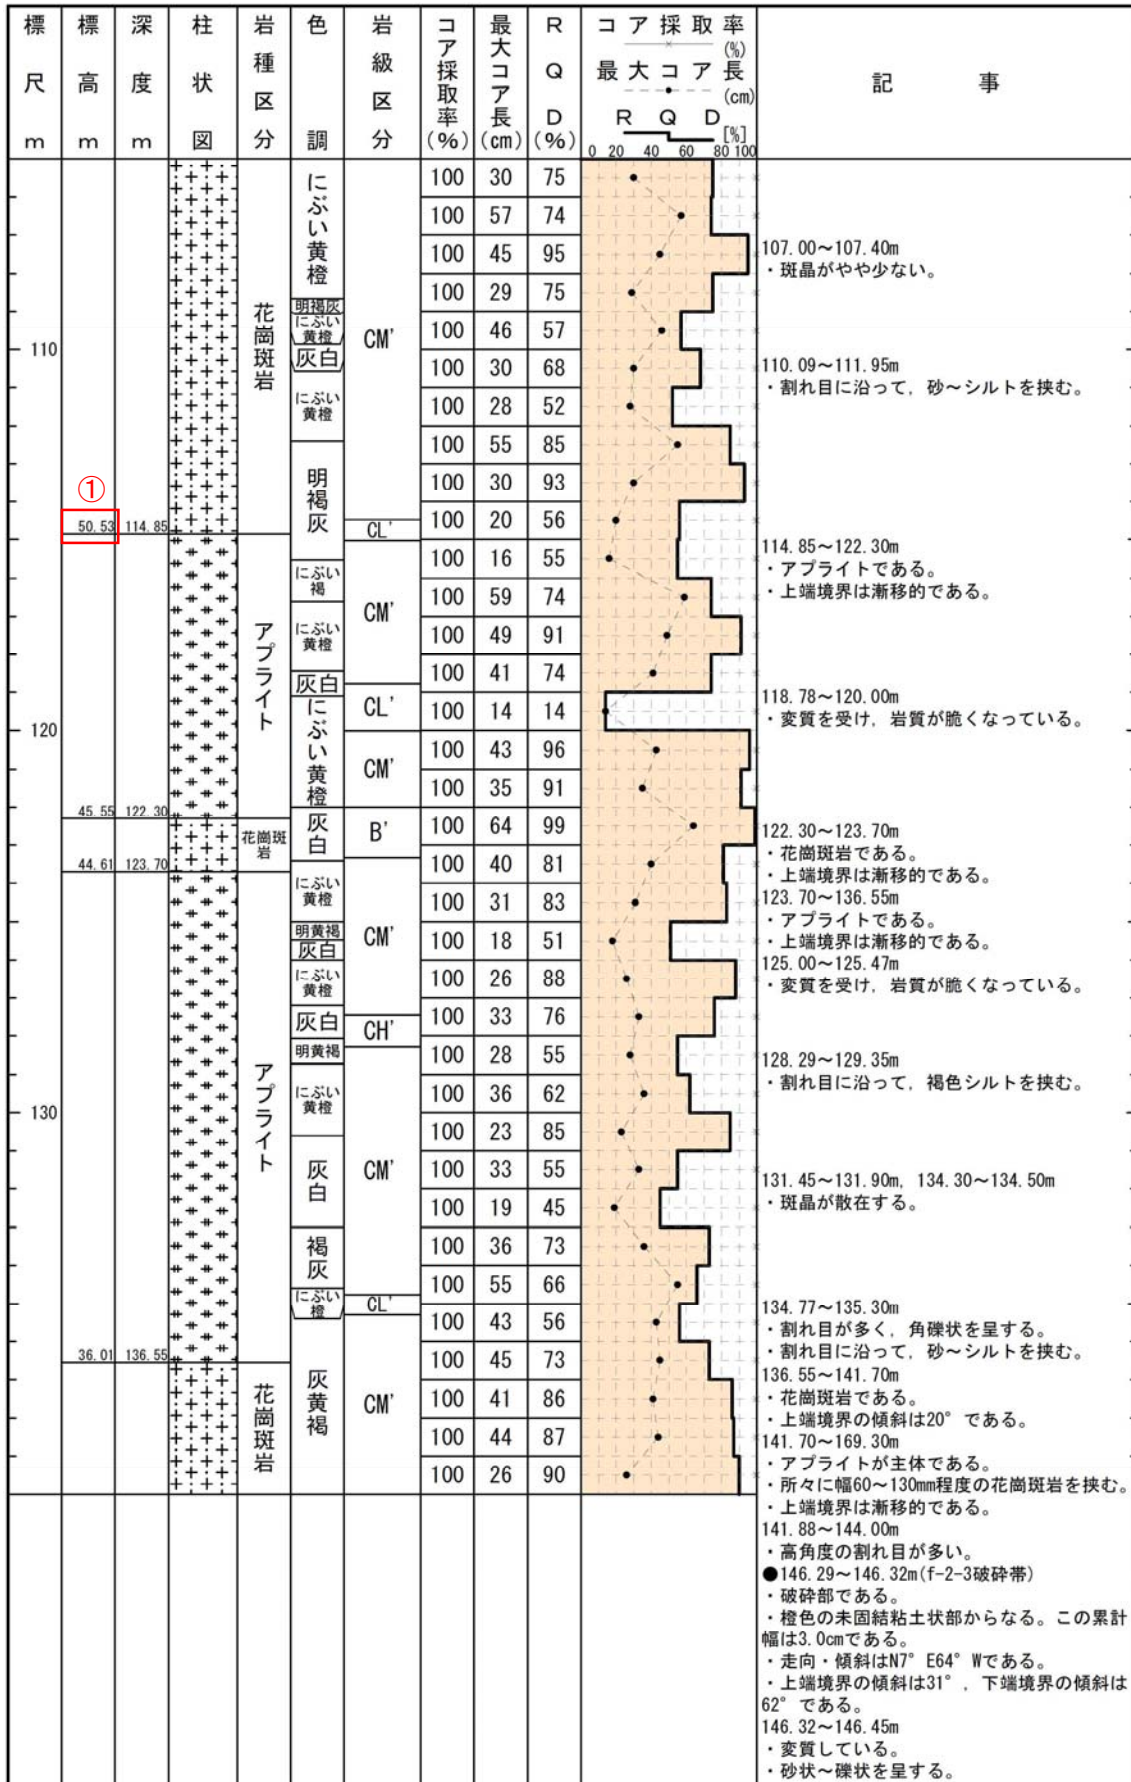 標尺m
標高m
深度m
柱状図
岩種区分
色調
岩級区分
コア採取率(%)
最大コア長(cm)
RQD(%)
コア採取率(%)
最大コア長(cm)
RQD[%]
0 20 40 60 80 100
記事
110
120
130
①
50.53 114.85
45.55 122.30
44.61 123.70
36.01 136.55
花崗斑岩
アプライト
花崗斑岩
アプライト
花崗斑岩
にぶい黄橙
明褐灰
にぶい黄橙
灰白
にぶい黄橙
明褐灰
にぶい褐
にぶい黄橙
灰白
にぶい黄橙
灰白
にぶい黄橙
明黄褐
灰白
にぶい黄橙
灰白
明黄褐
にぶい黄橙
灰白
褐灰
にぶい橙
灰黄褐
CM'
CL'
CM'
CL'
CM'
B'
CM'
CH'
CM'
CL'
CM'
100 30 75
100 57 74
100 45 95
100 29 75
100 46 57
100 30 68
100 28 52
100 55 85
100 30 93
100 20 56
100 16 55
100 59 74
100 49 91
100 41 74
100 14 14
100 43 96
100 35 91
100 64 99
100 40 81
100 31 83
100 18 51
100 26 88
100 33 76
100 28 55
100 36 62
100 23 85
100 33 55
100 19 45
100 36 73
100 55 66
100 43 56
100 45 73
100 41 86
100 44 87
100 26 90
107.00～107.40m
・斑晶がやや少ない。
110.09～111.95m
・割れ目に沿って，砂～シルトを挟む。
114.85～122.30m
・アプライトである。
・上端境界は漸移的である。
118.78～120.00m
・変質を受け，岩質が脆くなっている。
122.30～123.70m
・花崗斑岩である。
・上端境界は漸移的である。
123.70～136.55m
・アプライトである。
・上端境界は漸移的である。
125.00～125.47m
・変質を受け，岩質が脆くなっている。
128.29～129.35m
・割れ目に沿って，褐色シルトを挟む。
131.45～131.90m, 134.30～134.50m
・斑晶が散在する。
134.77～135.30m
・割れ目が多く，角礫状を呈する。
・割れ目に沿って，砂～シルトを挟む。
136.55～141.70m
・花崗斑岩である。
・上端境界の傾斜は20°である。
141.70～169.30m
・アプライトが主体である。
・所々に幅60～130mm程度の花崗斑岩を挟む。
・上端境界は漸移的である。
141.88～144.00m
・高角度の割れ目が多い。
●146.29～146.32m(f-2-3破砕帯)
・破砕部である。
・橙色の未固結粘土状部からなる。この累計
幅は3.0cmである。
・走向・傾斜はN7°E64°Wである。
・上端境界の傾斜は31°，下端境界の傾斜は
62°である。
146.32～146.45m
・変質している。
・砂状～礫状を呈する。